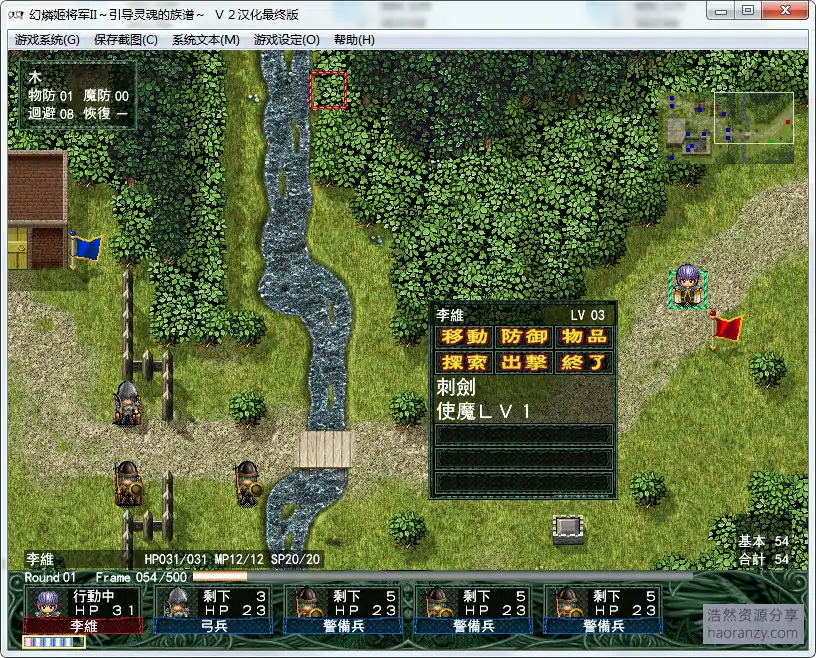 幻燐姫将军II～引导灵魂的族谱～ V2汉化最终版
游戏系统(G) 保存截图(C) 系统文本(M) 游戏设定(O) 帮助(H)
木
物防 01 魔防 00
迴避 08 恢復 －
李維 LV 03
移動 防御 物品
探索 出擊 終了
刺劍
使魔ＬＶ１
基本 54
合計 54
李維 HP031/031 MP12/12 SP20/20
Round 01 Frame 054/500
行動中 HP 31 李維
剩下 3 HP 23 弓兵
剩下 5 HP 23 警備兵
剩下 5 HP 23 警備兵
剩下 5 HP 23 警備兵
浩然资源分享
haoranzy.com